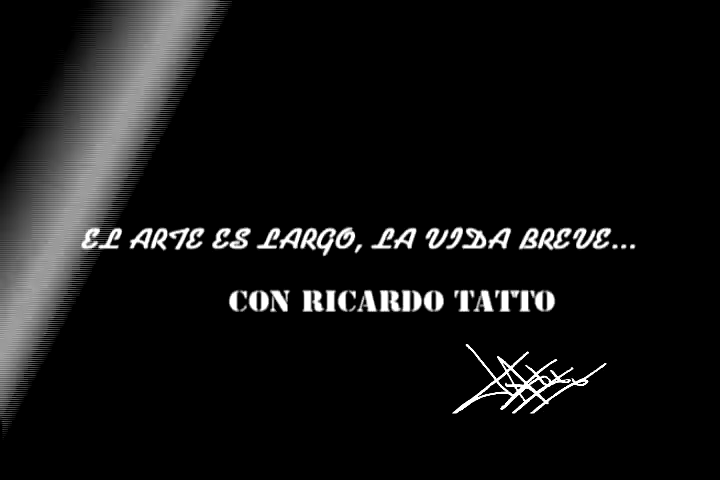 EL ARTE ES LARGO, LA VIDA BREVE...
CON RICARDO TATTO